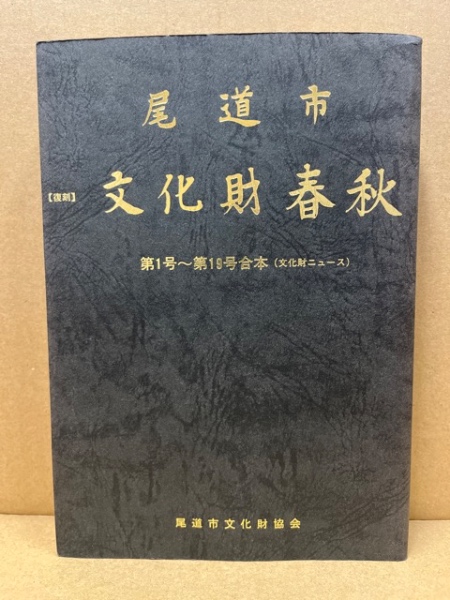 尾道市
【復刻】 文化財春秋
第1号〜第19号合本(文化財ニュース)
尾道市文化財協会